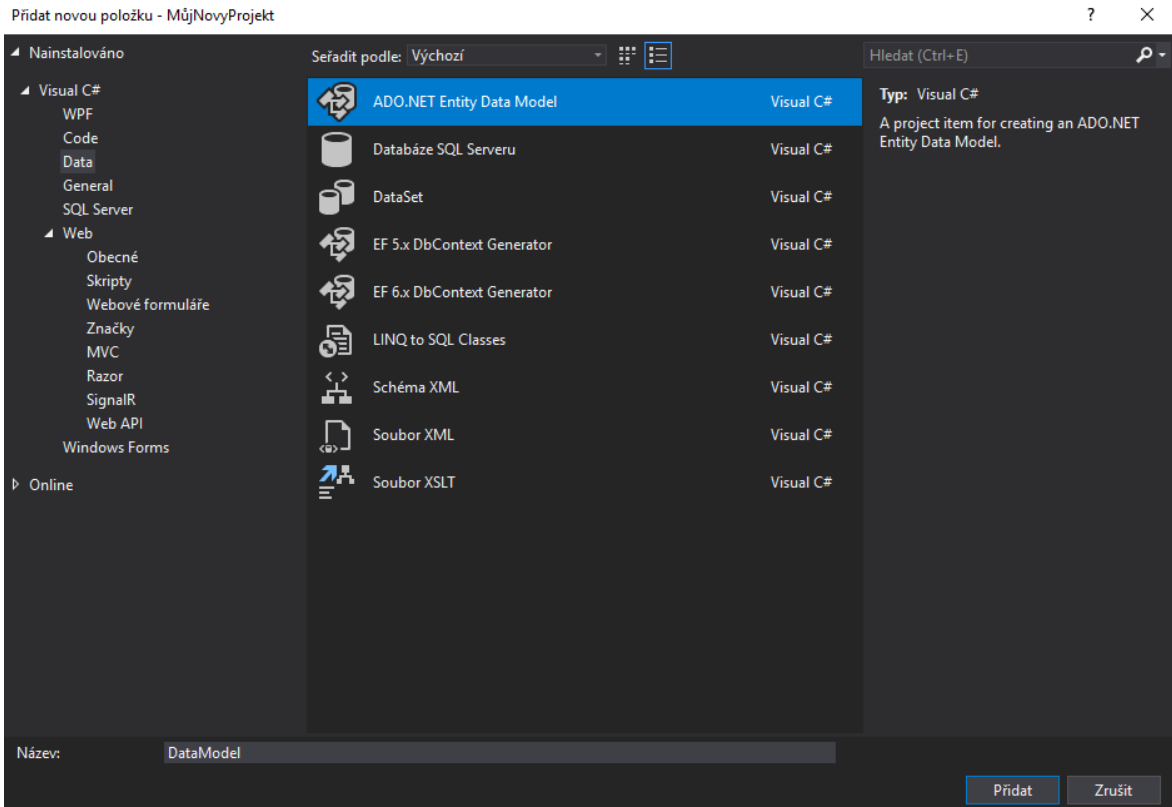 Přidat novou položku - MůjNovyProjekt
?
Nainstalováno
Visual C#
WPF
Code
Data
General
SQL Server
Web
Obecné
Skripty
Webové formuláře
Značky
MVC
Razor
SignalR
Web API
Windows Forms
Online
Seřadit podle: Výchozí
ADO.NET Entity Data Model Visual C#
Databáze SQL Serveru Visual C#
DataSet Visual C#
EF 5.x DbContext Generator Visual C#
EF 6.x DbContext Generator Visual C#
LINQ to SQL Classes Visual C#
Schéma XML Visual C#
Soubor XML Visual C#
Soubor XSLT Visual C#
Hledat (Ctrl+E)
Typ: Visual C#
A project item for creating an ADO.NET
Entity Data Model.
Název: DataModel
Přidat Zrušit